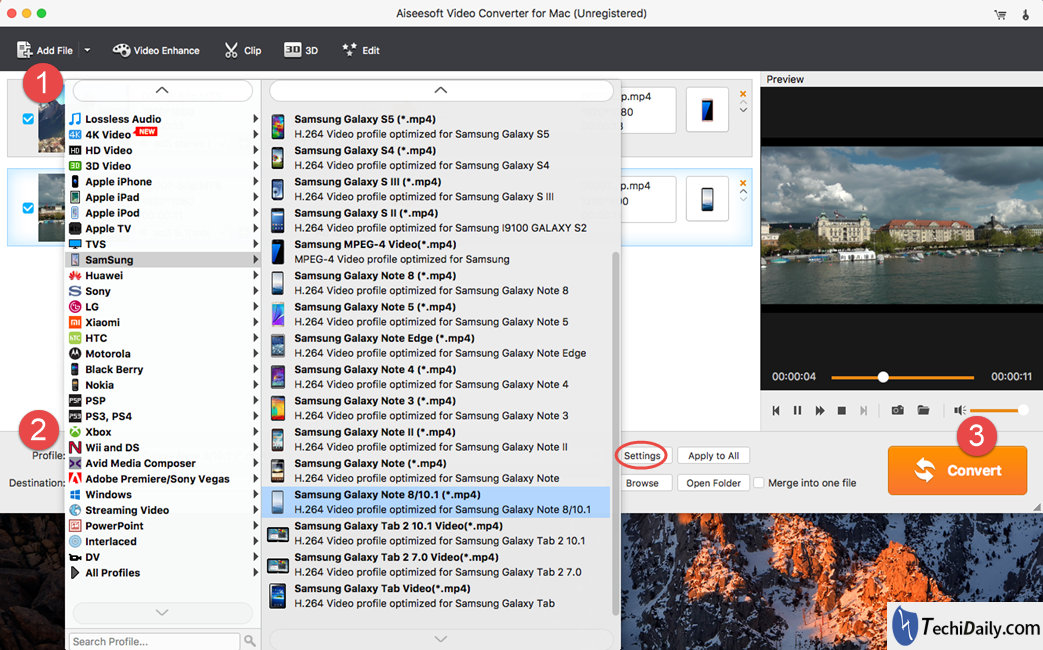 Aiseesoft Video Converter for Mac (Unregistered)
Add File
Video Enhance
Clip
3D 3D
Edit
1
Preview
Lossless Audio
4K 4K Video NEW
HD HD Video
3D 3D Video
Apple iPhone
Apple iPad
Apple iPod
Apple TV
TVS
SamSung
Huawei
Sony
LG
mi Xiaomi
HTC
Motorola
Black Berry
Nokia
PSP PSP
PS3 PS3, PS4
Xbox
Wii and DS
Avid Media Composer
Adobe Premiere/Sony Vegas
Windows
Streaming Video
PowerPoint
Interlaced
DV
All Profiles
Search Profile...
Samsung Galaxy S5 (*.mp4)
H.264 Video profile optimized for Samsung Galaxy S5
Samsung Galaxy S4 (*.mp4)
H.264 Video profile optimized for Samsung Galaxy S4
Samsung Galaxy S III (*.mp4)
H.264 Video profile optimized for Samsung Galaxy S III
Samsung Galaxy S II (*.mp4)
H.264 Video profile optimized for Samsung I9100 GALAXY S2
Samsung MPEG-4 Video(*.mp4)
MPEG-4 Video profile optimized for Samsung
Samsung Galaxy Note 8 (*.mp4)
H.264 Video profile optimized for Samsung Galaxy Note 8
Samsung Galaxy Note 5 (*.mp4)
H.264 Video profile optimized for Samsung Galaxy Note 5
Samsung Galaxy Note Edge (*.mp4)
H.264 Video profile optimized for Samsung Galaxy Note Edge
Samsung Galaxy Note 4 (*.mp4)
H.264 Video profile optimized for Samsung Galaxy Note 4
Samsung Galaxy Note 3 (*.mp4)
H.264 Video profile optimized for Samsung Galaxy Note 3
Samsung Galaxy Note II (*.mp4)
H.264 Video profile optimized for Samsung Galaxy Note II
Samsung Galaxy Note (*.mp4)
H.264 Video profile optimized for Samsung Galaxy Note
Samsung Galaxy Note 8/10.1 (*.mp4)
H.264 Video profile optimized for Samsung Galaxy Note 8/10.1
Samsung Galaxy Tab 2 10.1 Video(*.mp4)
H.264 Video profile optimized for Samsung Galaxy Tab 2 10.1
Samsung Galaxy Tab 2 7.0 Video(*.mp4)
H.264 Video profile optimized for Samsung Galaxy Tab 2 7.0
Samsung Galaxy Tab Video(*.mp4)
H.264 Video profile optimized for Samsung Galaxy Tab
p.mp4
80
p.mp4
00
00:00:04
00:00:11
2
Profile:
Destination:
Settings
Apply to All
Browse
Open Folder
Merge into one file
3
Convert
TechiDaily.com